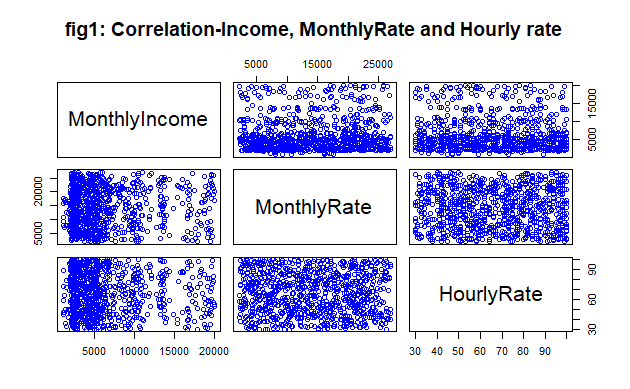 fig1: Correlation-Income, MonthlyRate and Hourly rate
5000 15000 25000
MonthlyIncome
5000 15000
5000 20000
MonthlyRate
HourlyRate
30 60 90
5000 10000 15000 20000
30 40 50 60 70 80 90